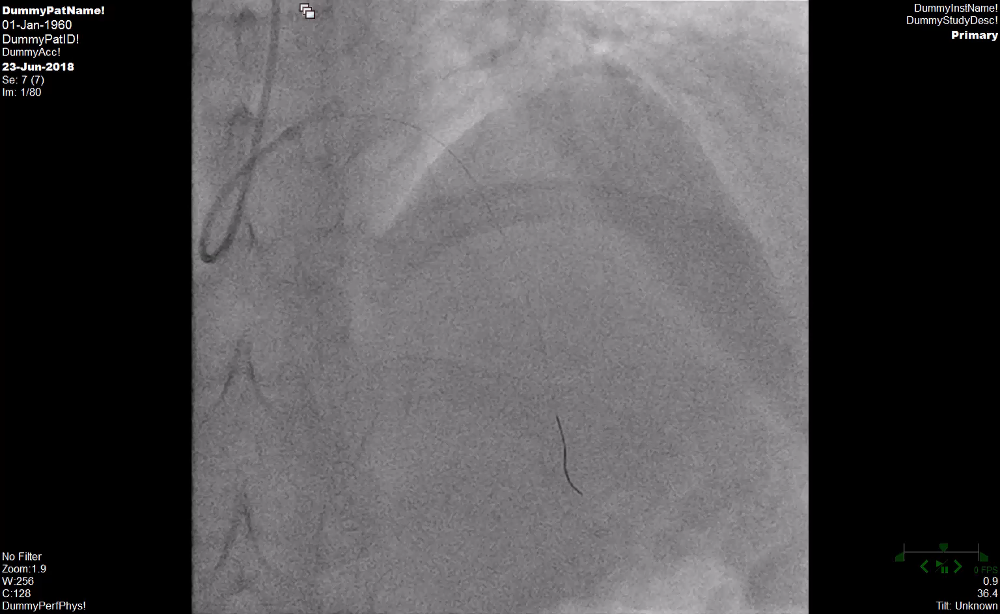 DummyPatName!
01-Jan-1960
DummyPatID!
DummyAcc!
23-Jun-2018
Se: 7 (7)
Im: 1/80
DummyInstName!
DummyStudyDesc!
Primary
No Filter
Zoom:1.9
W:256
C:128
DummyPerfPhys!
0 FPS
0.9
36.4
Tilt: Unknown